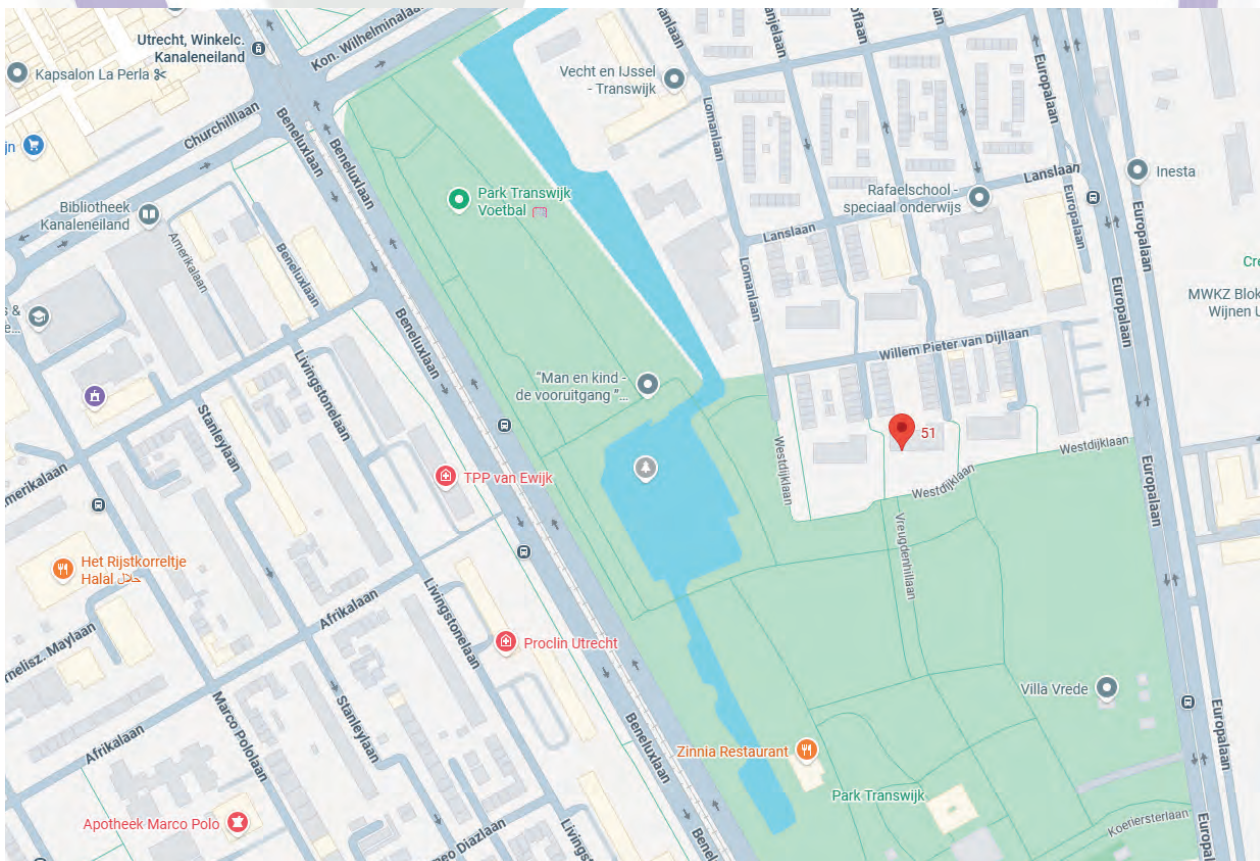 Utrecht, Winkelc.
Kanaleneiland
Kon. Wilhelminalaan
Kapsalon La Perla
Churchilllaan
Beneluxlaan
Beneluxlaan
Vecht en IJssel
- Transwijk
Lomanlaan
Europalaan
Europalaan
Inesta
Rafaelschool -
speciaal onderwijs
Lanslaan
Europalaan
Lanslaan
Park Transwijk
Voetbal
Bibliotheek
Kanaleneiland
Amerikalaan
Beneluxlaan
Lomanlaan
MWKZ Blok
Wijnen U
Europalaan
Beneluxlaan
Livingstonelaan
Willem Pieter van Dijllaan
"Man en kind -
de vooruitgang "...
Stanleylaan
51
Westdijklaan
Westdijklaan
Westdijklaan
Europalaan
TPP van Ewijk
Vreugdenhillaan
Het Rijstkorreltje
Halal حلال
Afrikalaan
Livingstonelaan
Proclin Utrecht
Marco Pololaan
Stanleylaan
Villa Vrede
Europalaan
Beneluxlaan
Afrikalaan
Zinnia Restaurant
Park Transwijk
Apotheek Marco Polo
Koeriersterlaan